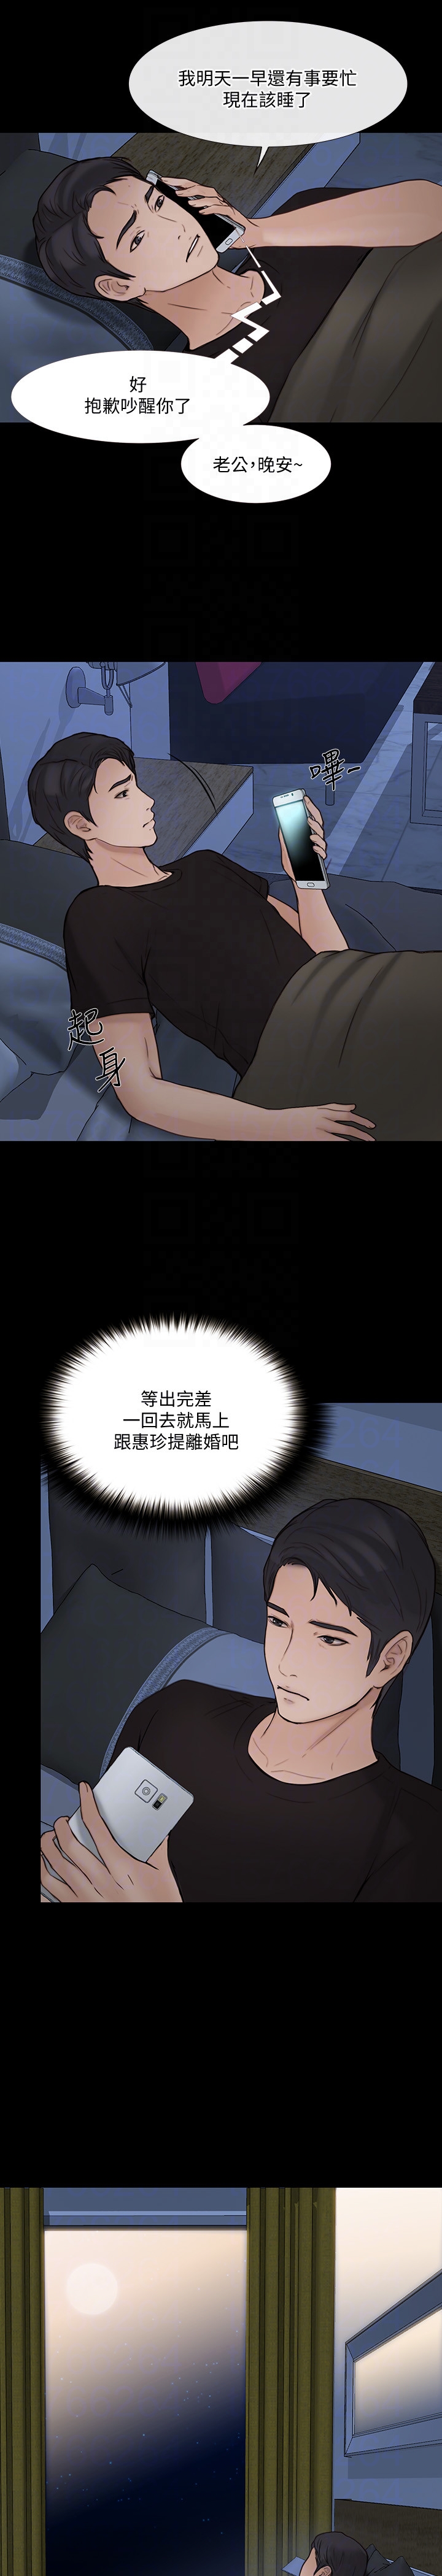 我明天一早還有事要忙
現在該睡了
好
抱歉吵醒你了
老公，晚安~
嗶-
起
身
等出完差
一回去就馬上
跟惠珍提離婚吧